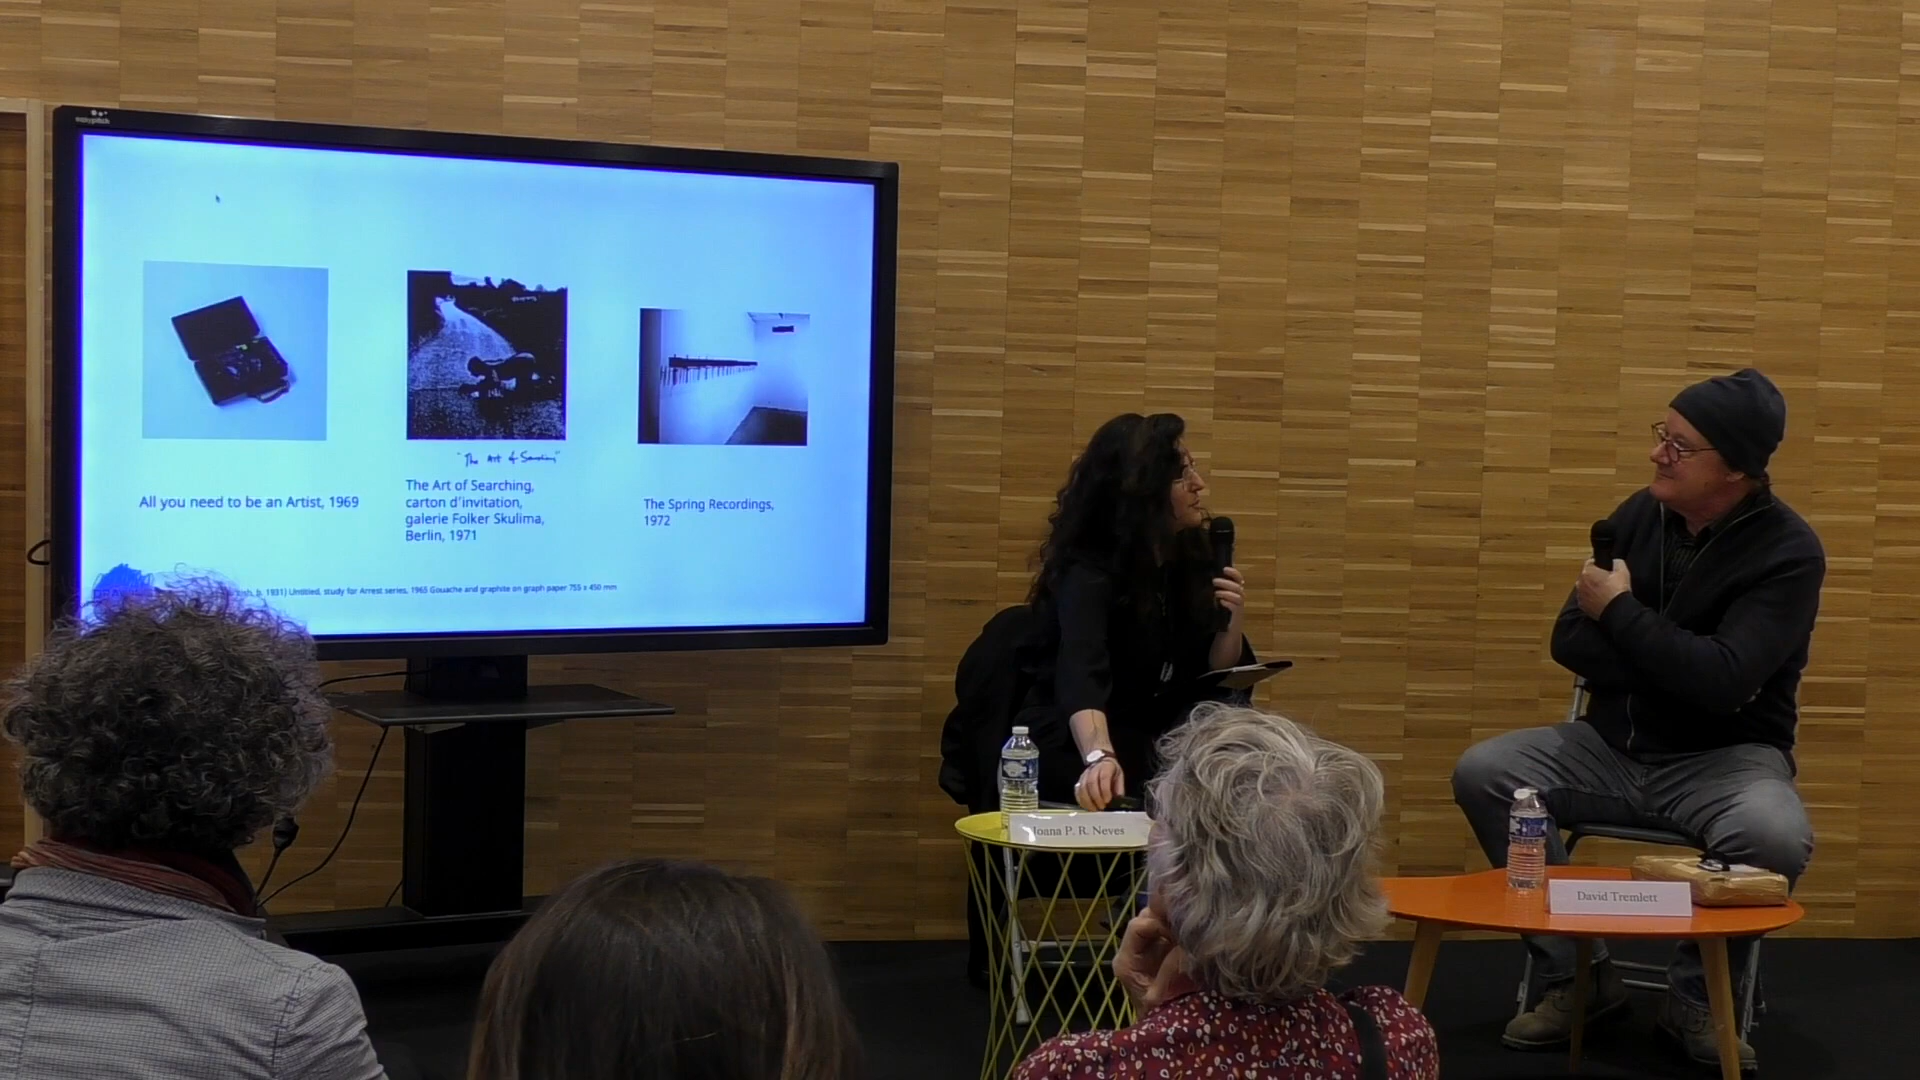 easypitch
"The Art of Searching"
All you need to be an Artist, 1969
The Art of Searching,
carton d'invitation,
galerie Folker Skulima,
Berlin, 1971
The Spring Recordings,
1972
b. 1931) Untitled, study for Arrest series, 1965 Gouache and graphite on graph paper 755 x 450 mm
Joana P. R. Neves
David Tremlett